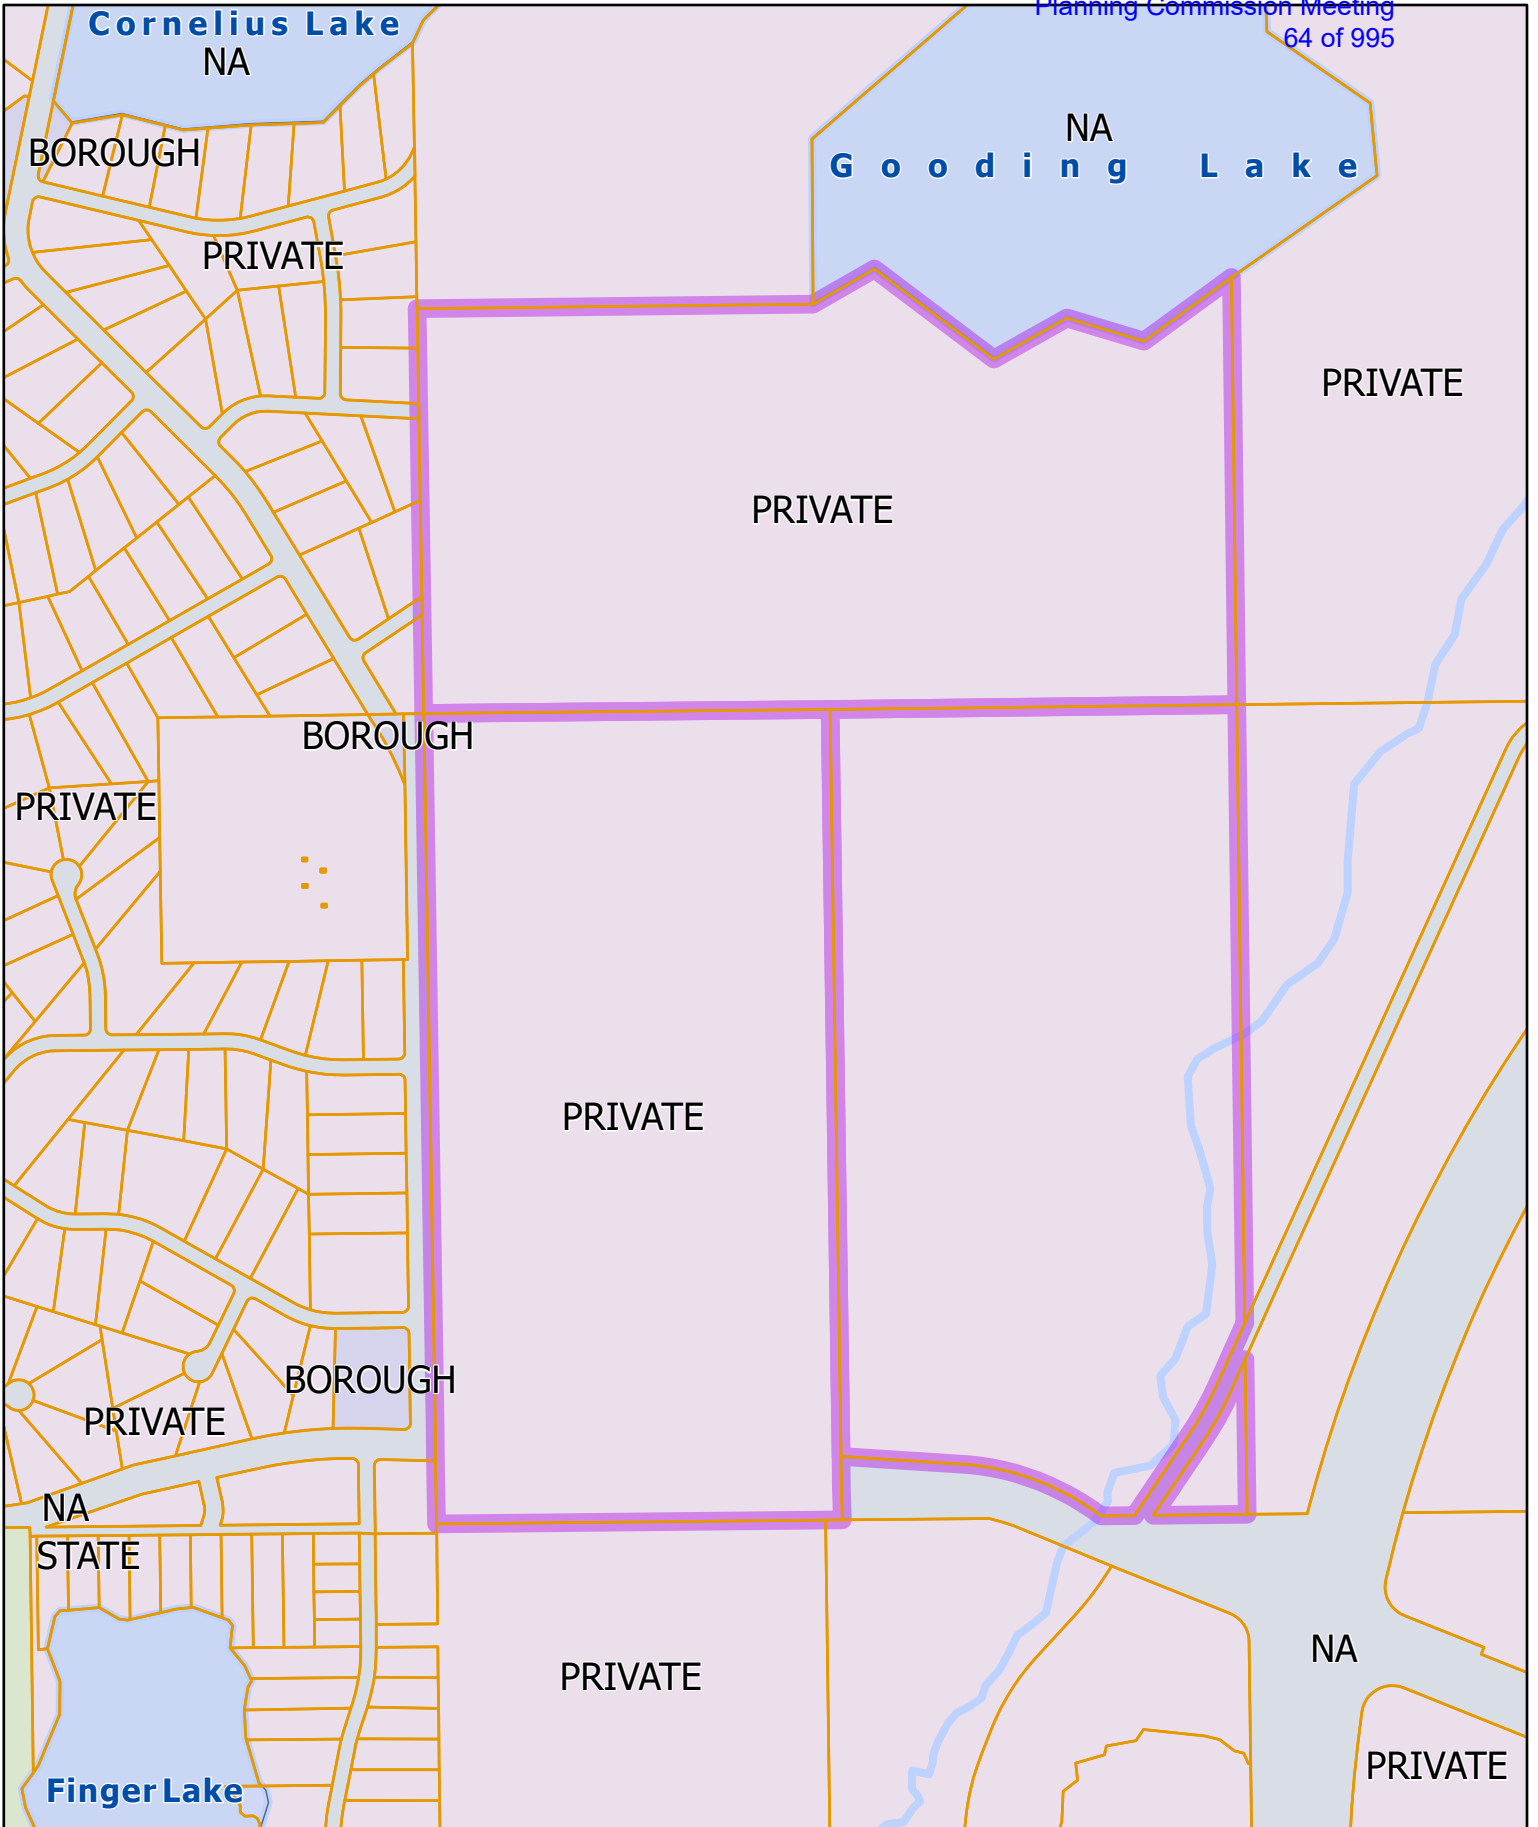 Planning Commission Meeting
64 of 995
Cornelius Lake
NA
NA
Gooding Lake
BOROUGH
PRIVATE
PRIVATE
PRIVATE
BOROUGH
PRIVATE
PRIVATE
BOROUGH
PRIVATE
NA
STATE
PRIVATE
NA
PRIVATE
Finger Lake